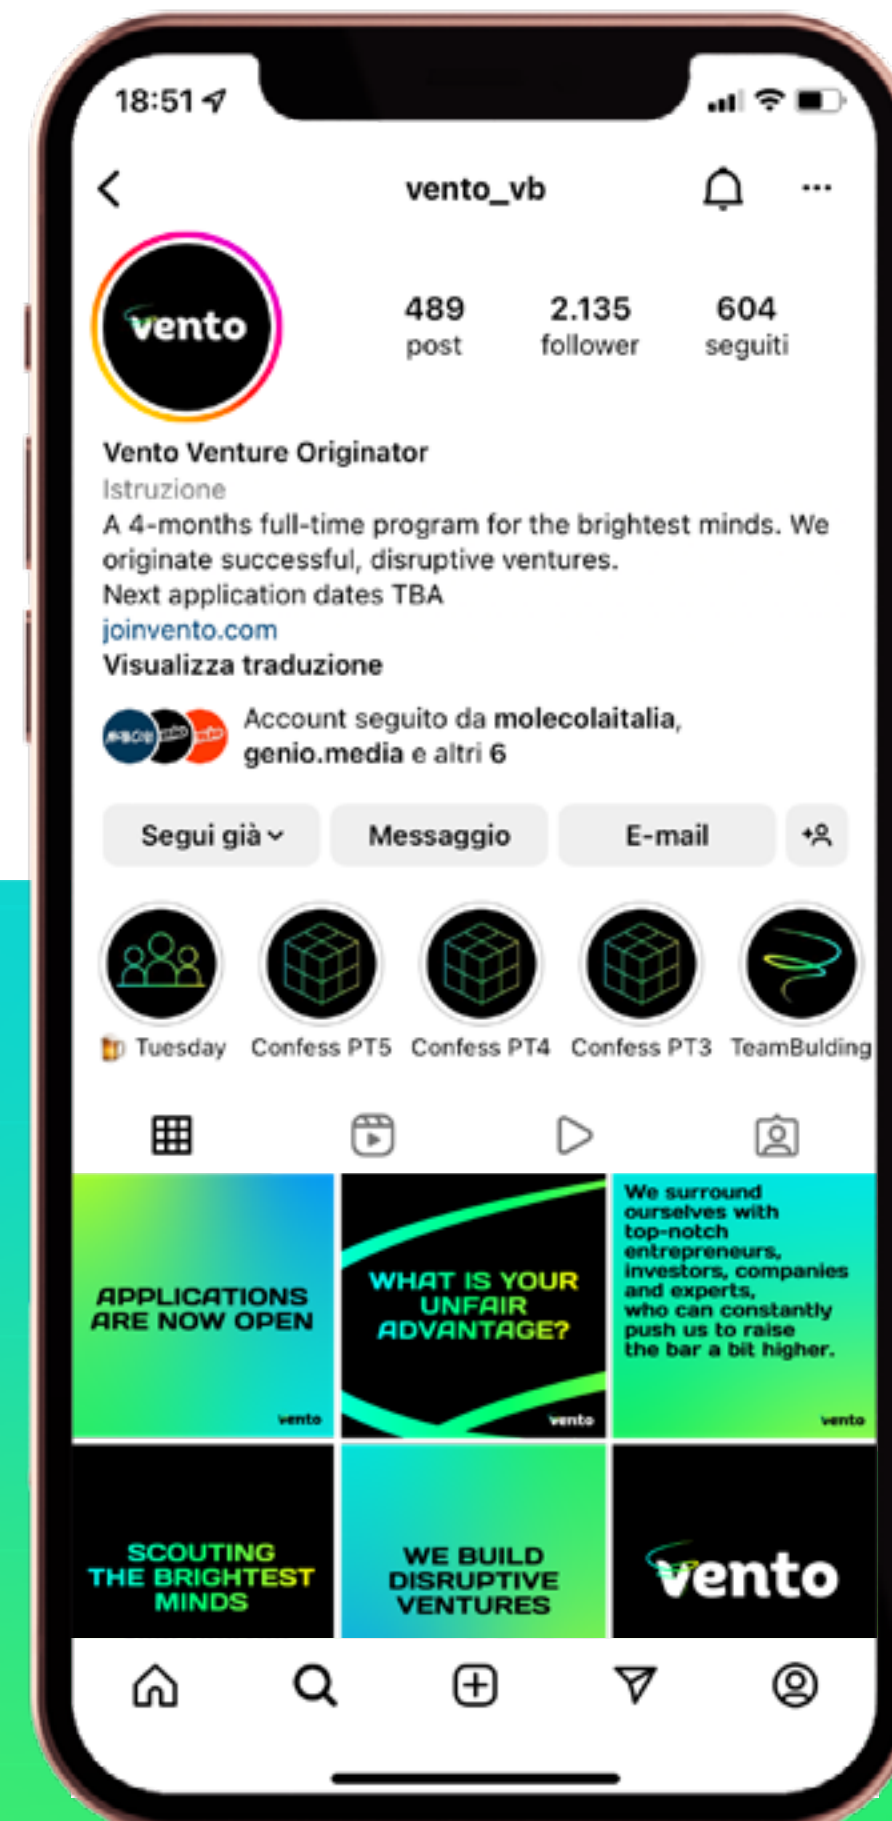 18:51
vento_vb
vento
489
2.135
604
post
follower
seguiti
Vento Venture Originator
Istruzione
A 4-months full-time program for the brightest minds. We
originate successful, disruptive ventures.
Next application dates TBA
joinvento.com
Visualizza traduzione
Account seguito da molecolaitalia,
genio.media e altri 6
Segui già
Messaggio
E-mail
Tuesday
Confess PT5
Confess PT4
Confess PT3
TeamBulding
APPLICATIONS
ARE NOW OPEN
vento
WHAT IS YOUR
UNFAIR
ADVANTAGE?
vento
We surround
ourselves with
top-notch
entrepreneurs,
investors, companies
and experts,
who can constantly
push us to raise
the bar a bit higher.
vento
SCOUTING
THE BRIGHTEST
MINDS
WE BUILD
DISRUPTIVE
VENTURES
vento